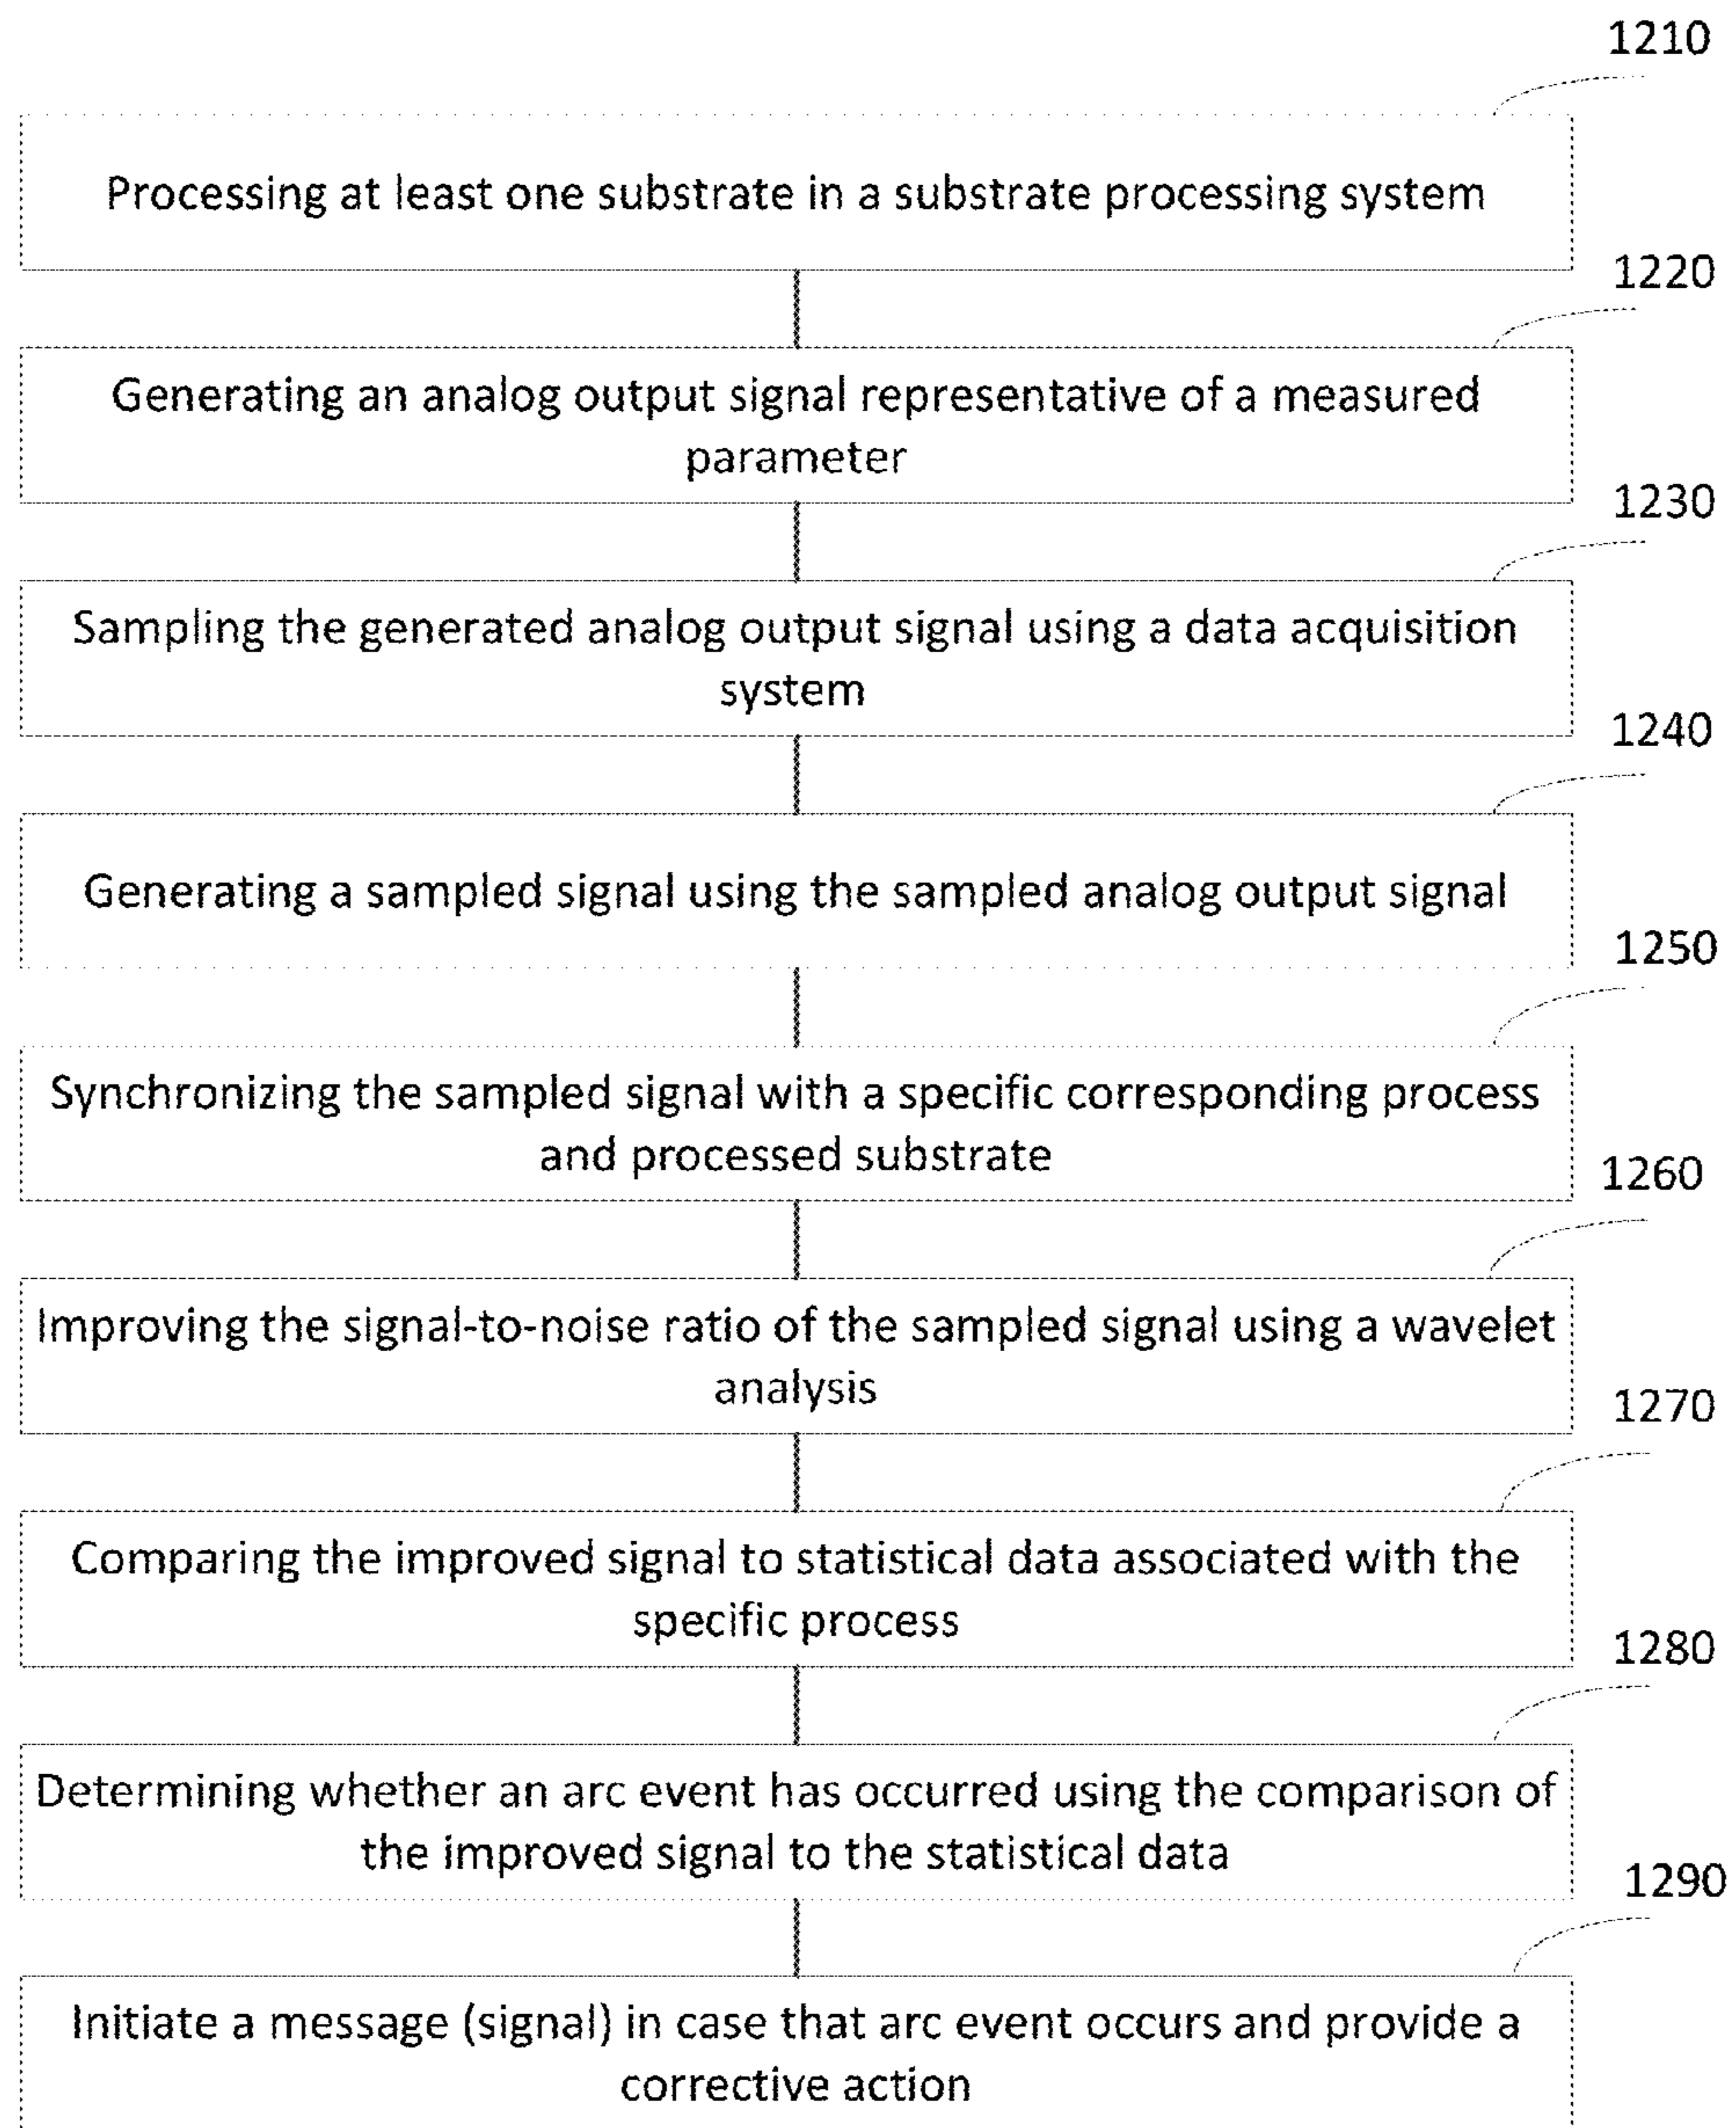 1210
Processing at least one substrate in a substrate processing system
1220
Generating an analog output signal representative of a measured
parameter
1230
Sampling the generated analog output signal using a data acquisition
system
1240
Generating a sampled signal using the sampled analog output signal
1250
Synchronizing the sampled signal with a specific corresponding process
and processed substrate
1260
Improving the signal-to-noise ratio of the sampled signal using a wavelet
analysis
1270
Comparing the improved signal to statistical data associated with the
specific process
1280
Determining whether an arc event has occurred using the comparison of
the improved signal to the statistical data
1290
Initiate a message (signal) in case that arc event occurs and provide a
corrective action